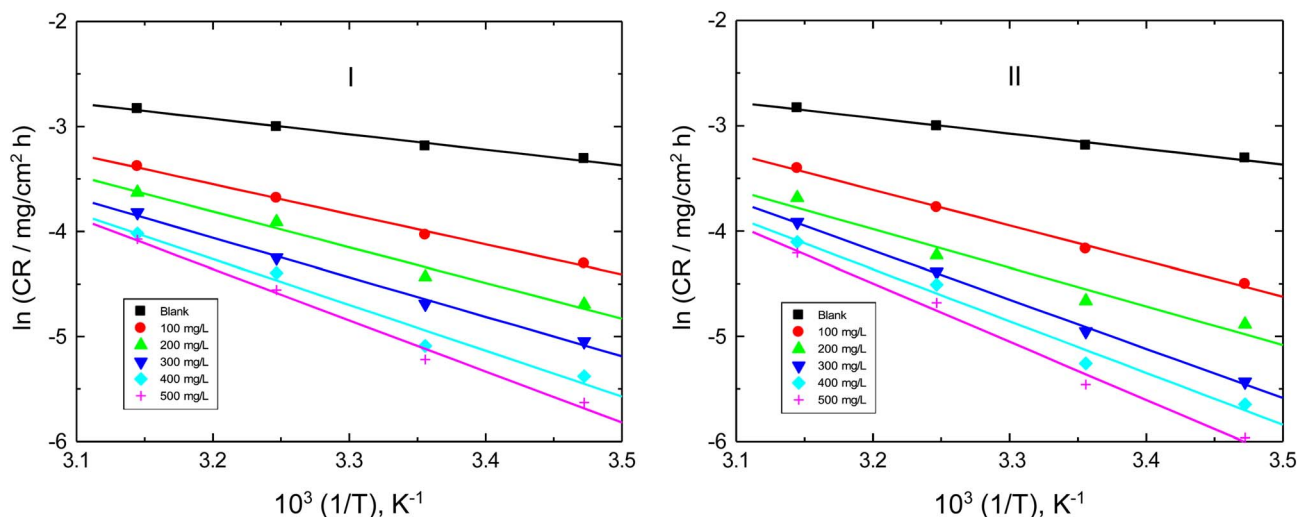 I
ln (CR / mg/cm² h)
-2
-3
-4
-5
-6
Blank
100 mg/L
200 mg/L
300 mg/L
400 mg/L
500 mg/L
3.1 3.2 3.3 3.4 3.5
10³ (1/T), K⁻¹
II
ln (CR / mg/cm² h)
-2
-3
-4
-5
-6
Blank
100 mg/L
200 mg/L
300 mg/L
400 mg/L
500 mg/L
3.1 3.2 3.3 3.4 3.5
10³ (1/T), K⁻¹